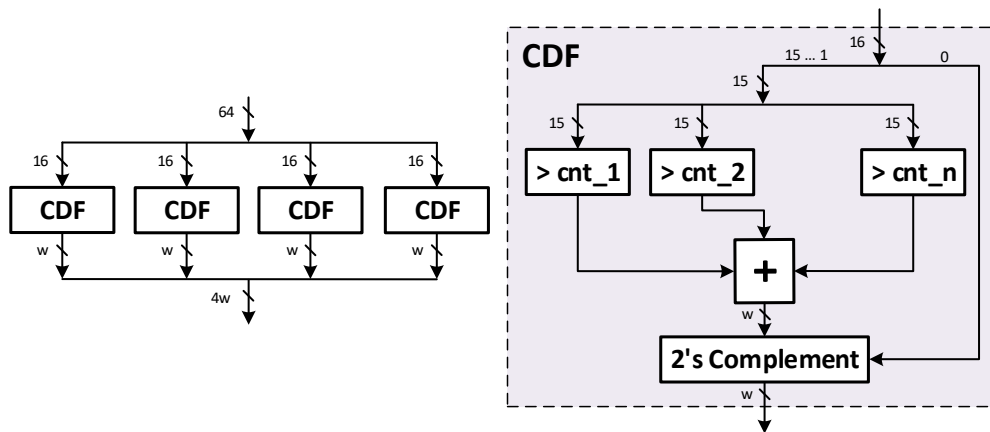 64
16 16 16 16
CDF CDF CDF CDF
w w w w
4w
CDF
16
15 ... 1 0
15
15 15 15
> cnt_1 > cnt_2 > cnt_n
+
w
2's Complement
w